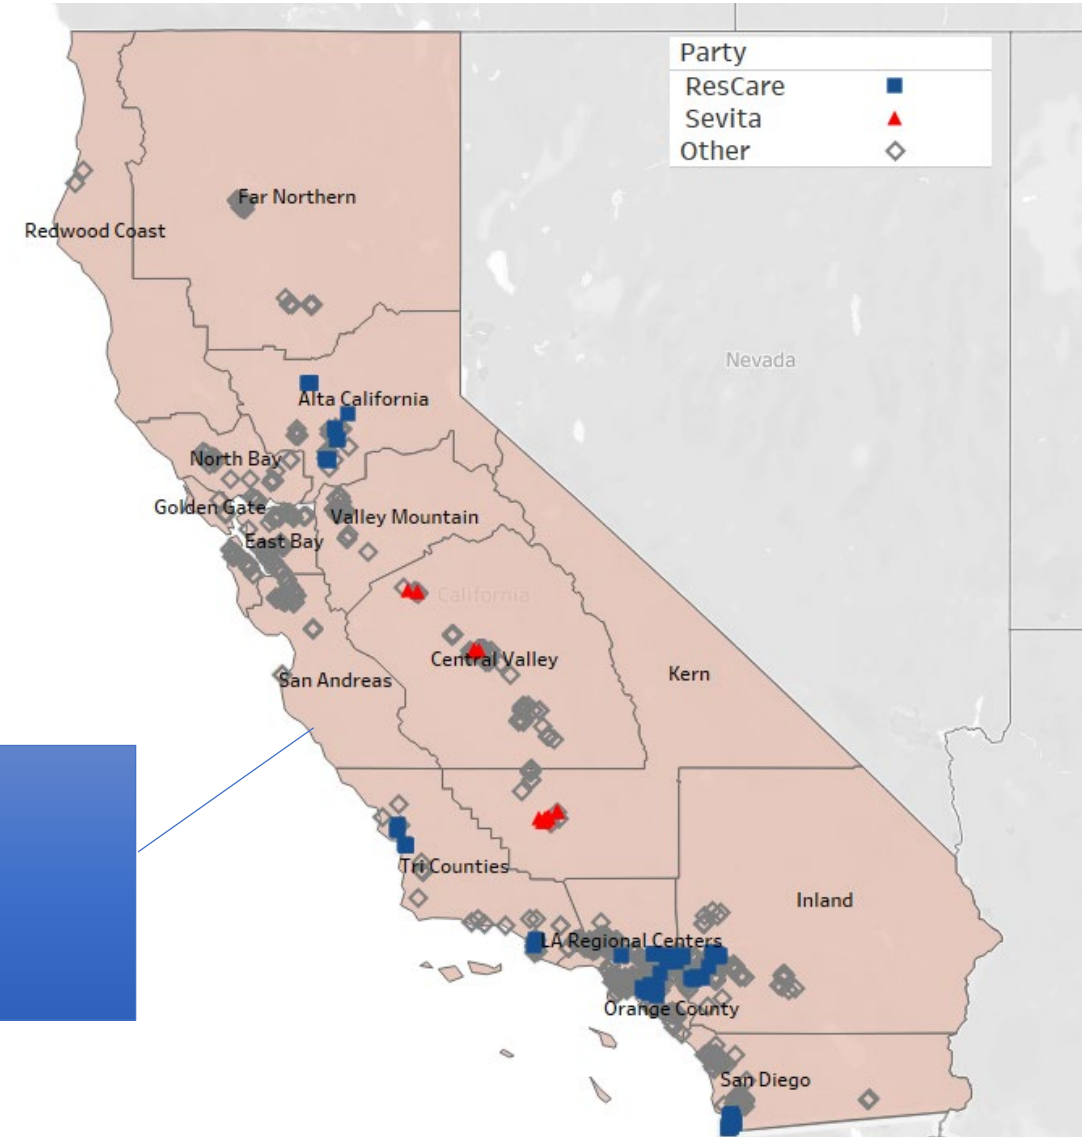 Party
ResCare
Sevita
Other
Far Northern
Redwood Coast
Nevada
Alta California
North Bay
Golden Gate
Valley Mountain
East Bay
California
Central Valley
Kern
San Andreas
Tri Counties
Inland
LA Regional Centers
Orange County
San Diego